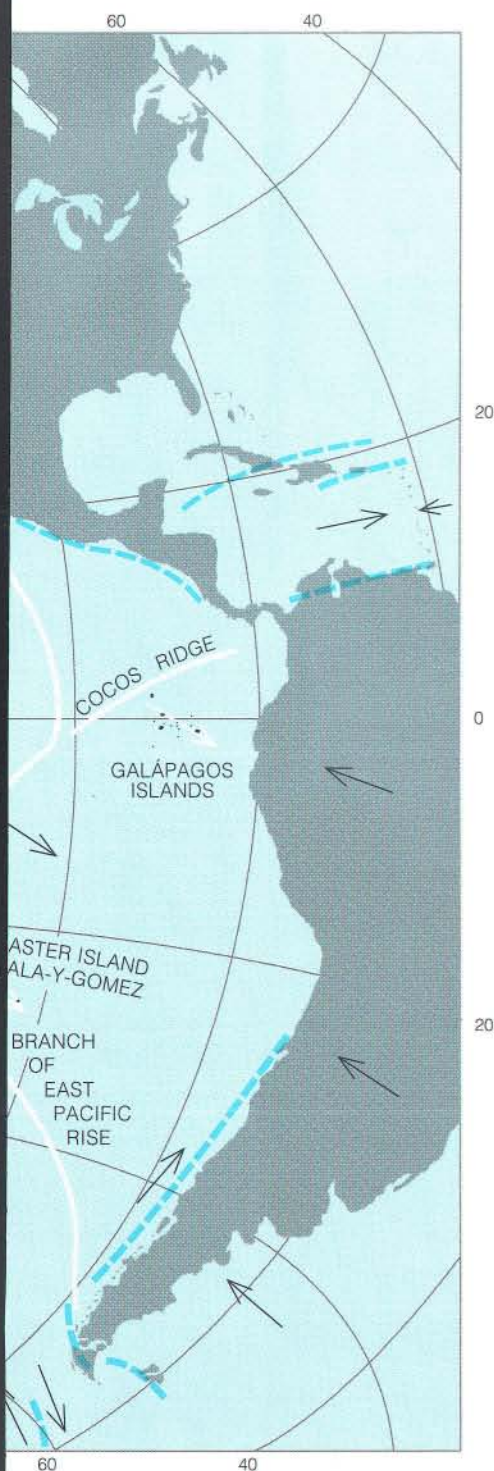 60 40
20
COCOS RIDGE
0
GALÁPAGOS
ISLANDS
ASTER ISLAND
ALA-Y-GOMEZ
20
BRANCH
OF
EAST
PACIFIC
RISE
60 40